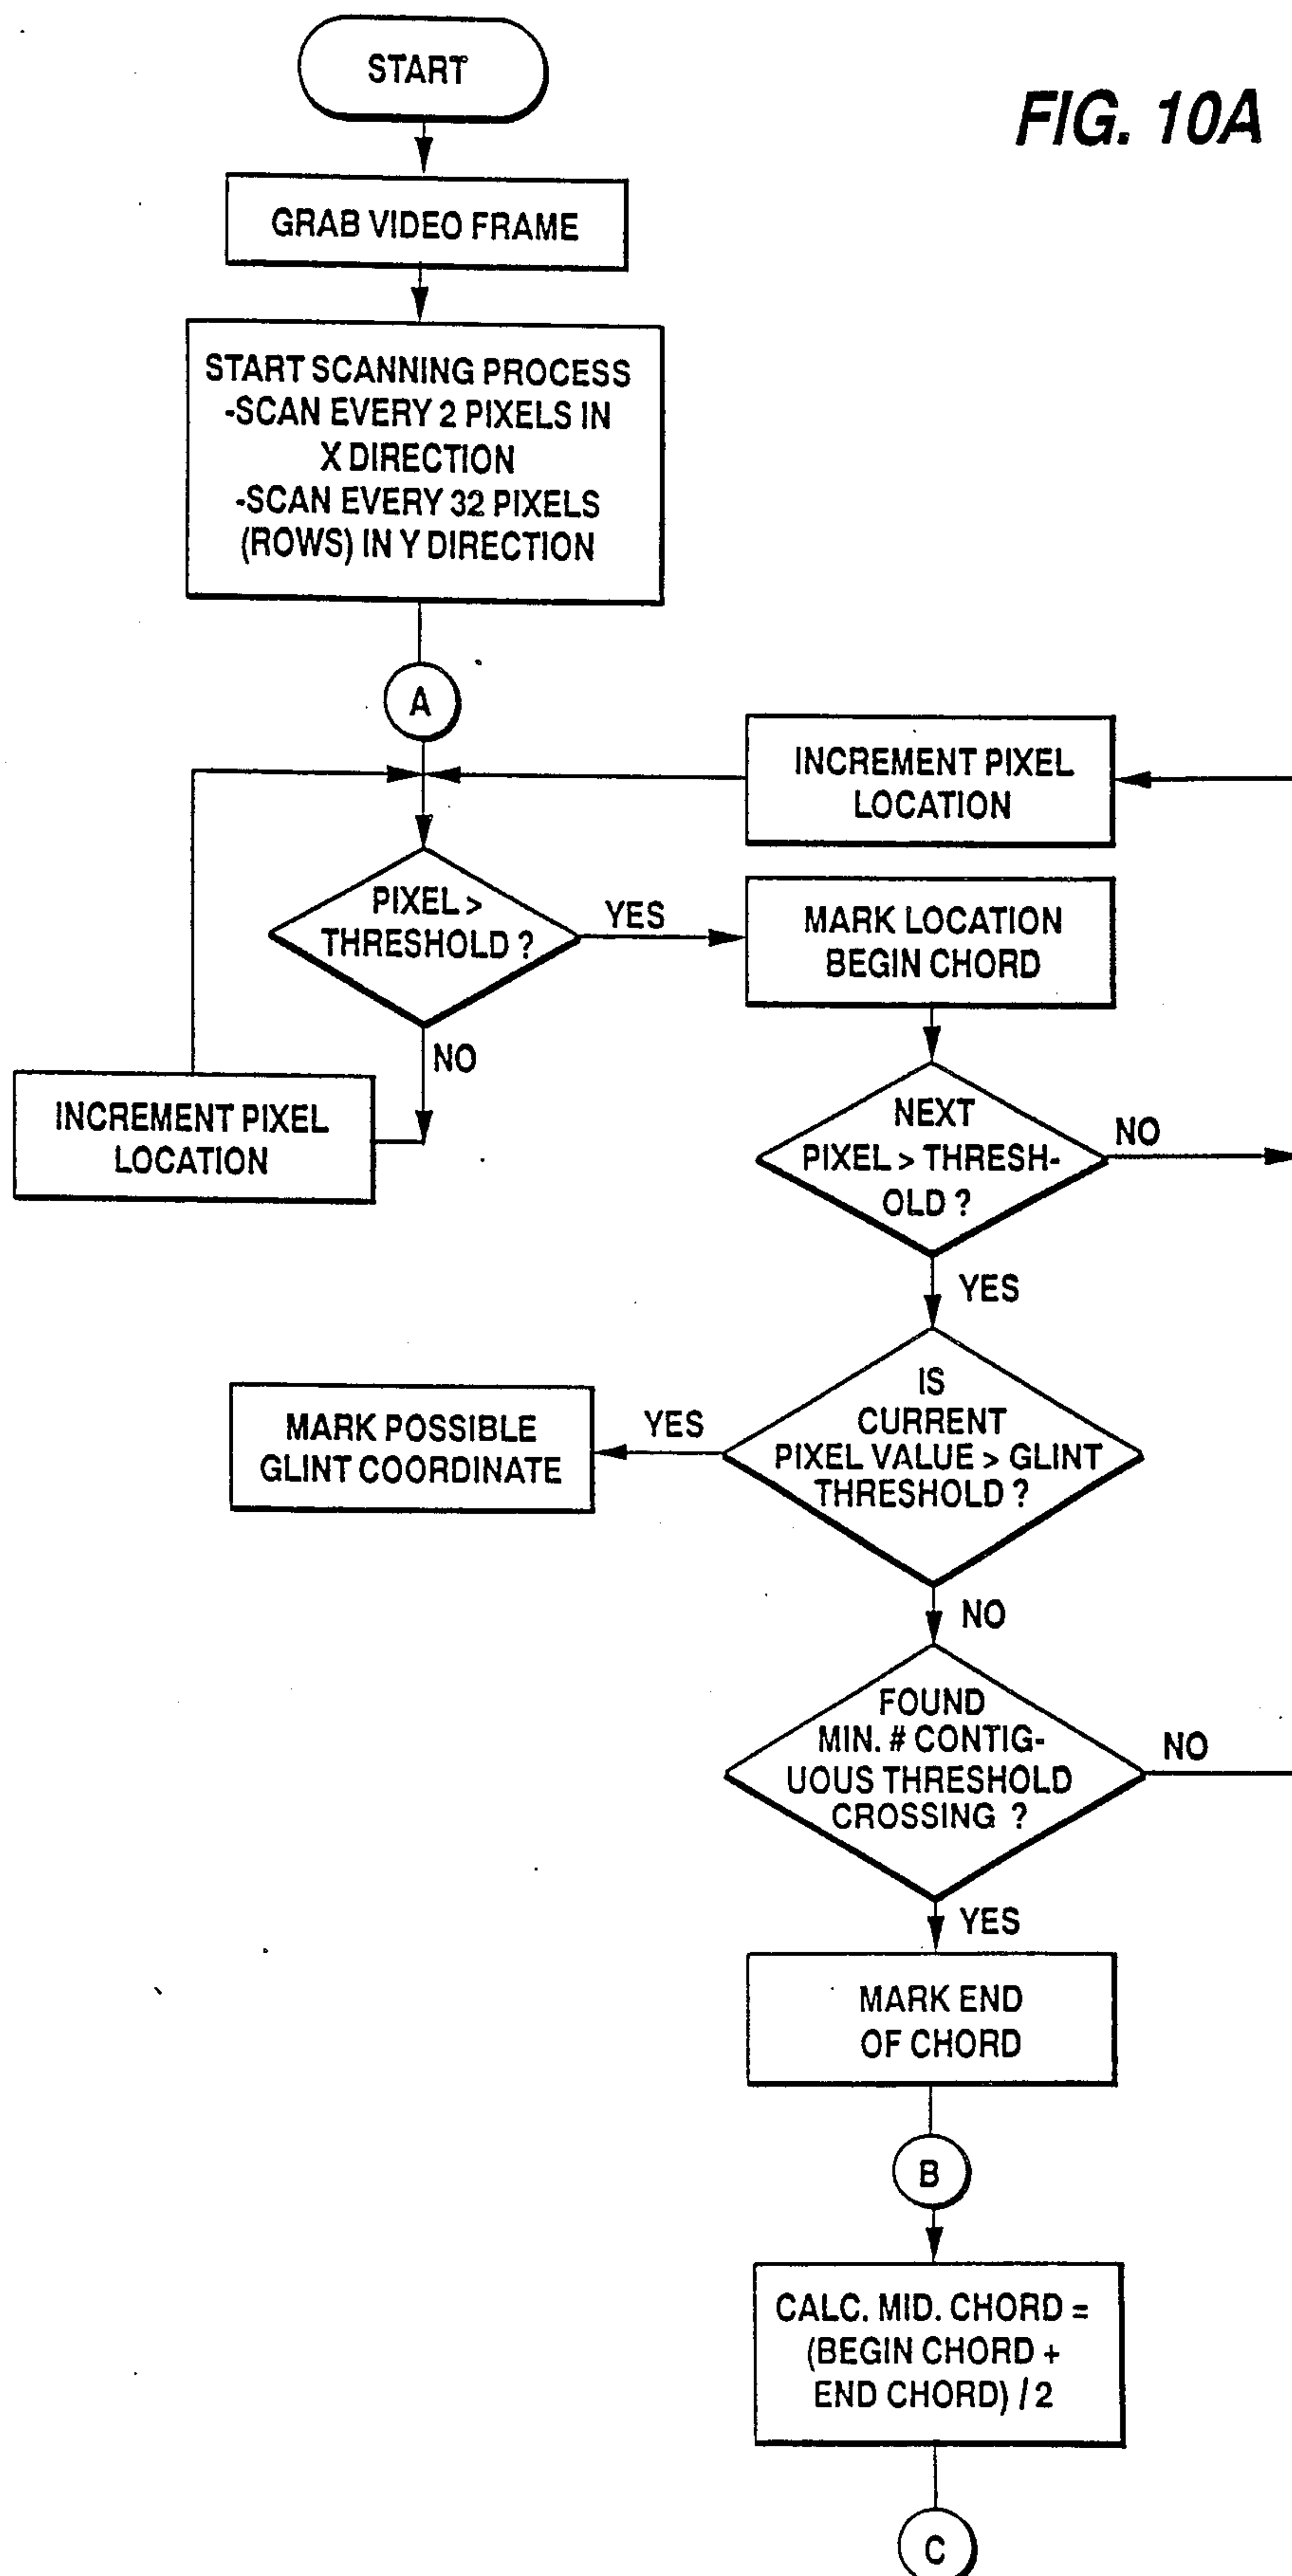 FIG. 10A
START
GRAB VIDEO FRAME
START SCANNING PROCESS
-SCAN EVERY 2 PIXELS IN
X DIRECTION
-SCAN EVERY 32 PIXELS
(ROWS) IN Y DIRECTION
A
INCREMENT PIXEL
LOCATION
PIXEL >
THRESHOLD ?
YES
MARK LOCATION
BEGIN CHORD
NO
INCREMENT PIXEL
LOCATION
NEXT
PIXEL > THRESH-
OLD ?
NO
YES
IS
CURRENT
PIXEL VALUE > GLINT
THRESHOLD ?
YES
MARK POSSIBLE
GLINT COORDINATE
NO
FOUND
MIN. # CONTIG-
UOUS THRESHOLD
CROSSING ?
NO
YES
MARK END
OF CHORD
B
CALC. MID. CHORD =
(BEGIN CHORD +
END CHORD) / 2
C